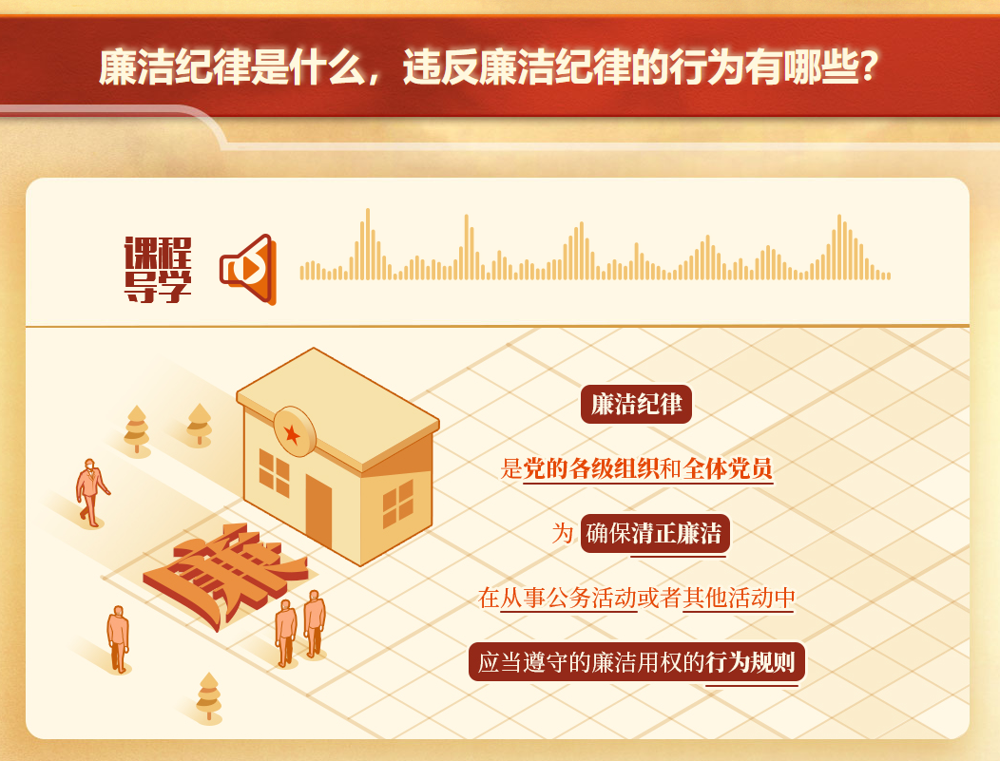 廉洁纪律是什么，违反廉洁纪律的行为有哪些？
课程
导学
廉洁纪律
是党的各级组织和全体党员
为 确保清正廉洁
在从事公务活动或者其他活动中
应当遵守的廉洁用权的行为规则
廉